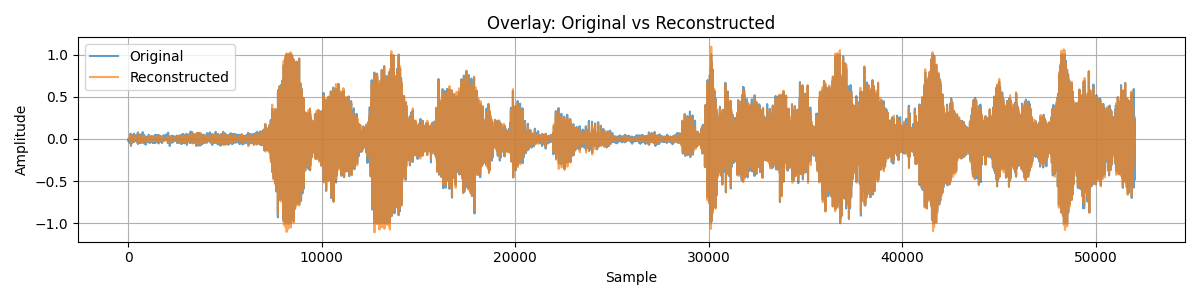 Overlay: Original vs Reconstructed
Original
Reconstructed
1.0
0.5
0.0
−0.5
−1.0
Amplitude
0
10000
20000
30000
40000
50000
Sample